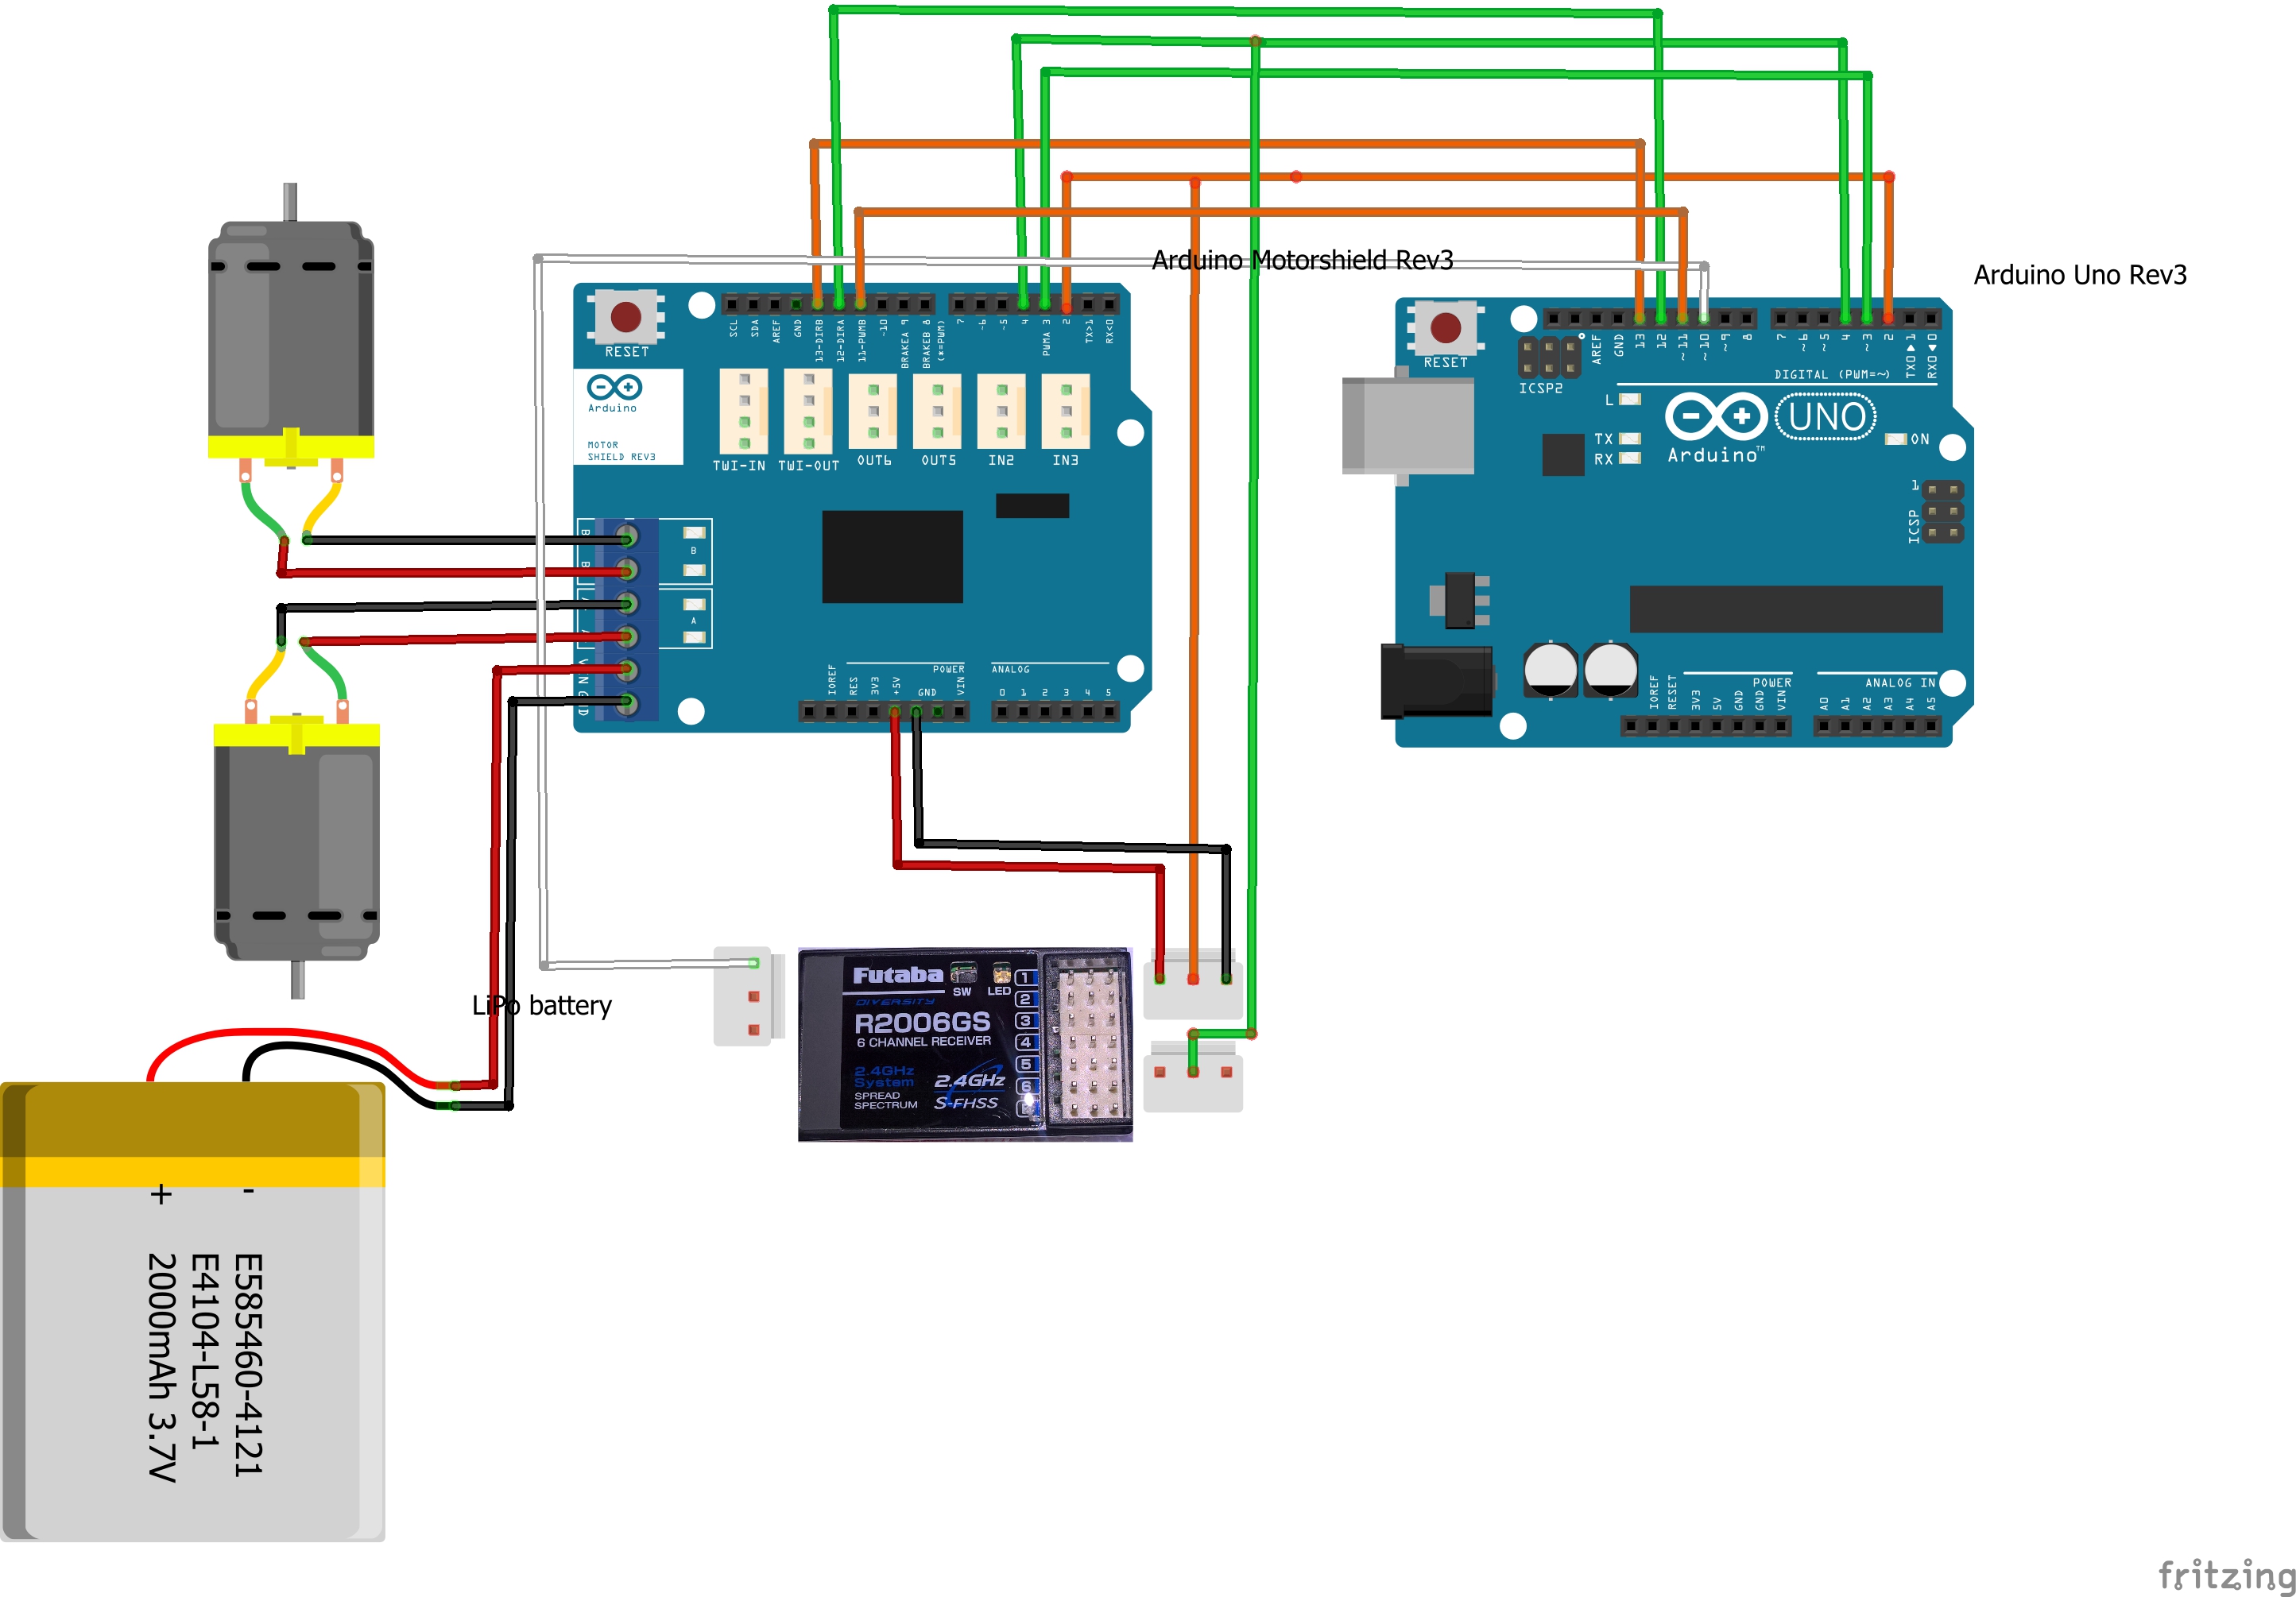 Arduino Motorshield Rev3
Arduino Uno Rev3
RESET
Arduino
MOTOR
SHIELD REV3
SCL
SDA
AREF
GND
13-DIRB
12-DIRA
11-PWMB
~10
BRAKEA 9
BRAKEB 8
(*=PWM)
7
~6
~5
4
PWMA 3
2
TX>1
RX<0
TWI-IN
TWI-OUT
OUT6
OUT5
IN2
IN3
B
A
IOREF
RES
3V3
+5V
GND
VIN
POWER
ANALOG
0
1
2
3
4
5
RESET
ICSP2
AREF
GND
13
12
~11
~10
~9
8
7
~6
~5
4
~3
2
TX0▶1
RX0◀0
DIGITAL (PWM=~)
L
TX
RX
UNO
Arduino™
ON
1
ICSP
IOREF
RESET
3V3
5V
GND
GND
VIN
POWER
ANALOG IN
A0
A1
A2
A3
A4
A5
LiPo battery
Futaba
DIVERSITY
R2006GS
6 CHANNEL RECEIVER
2.4GHz
System
SPREAD
SPECTRUM
2.4GHz
S-FHSS
SW
LED
1
2
3
4
5
6
+
-
E585460-4121
E4104-L58-1
2000mAh 3.7V
fritzing